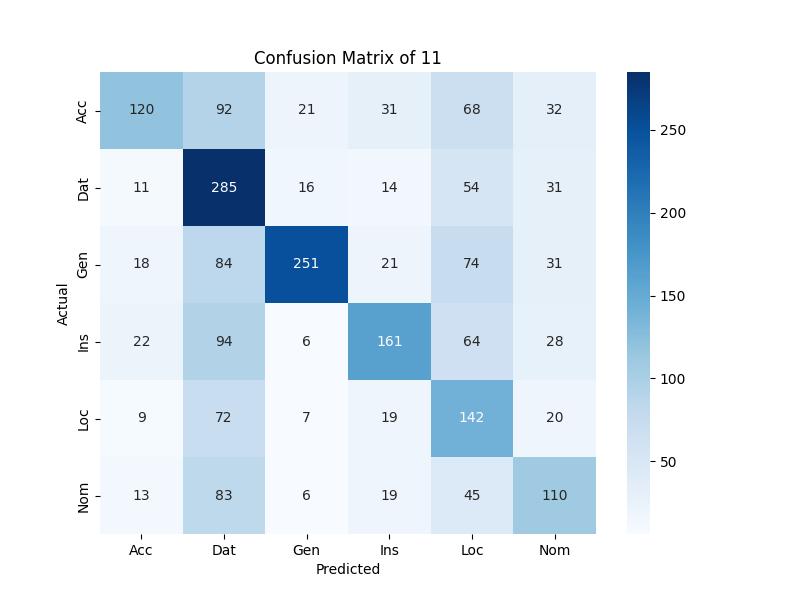 Confusion Matrix of 11
Acc 120 92 21 31 68 32
Dat 11 285 16 14 54 31
Gen 18 84 251 21 74 31
Ins 22 94 6 161 64 28
Loc 9 72 7 19 142 20
Nom 13 83 6 19 45 110
Acc Dat Gen Ins Loc Nom
Predicted
Actual
250
200
150
100
50